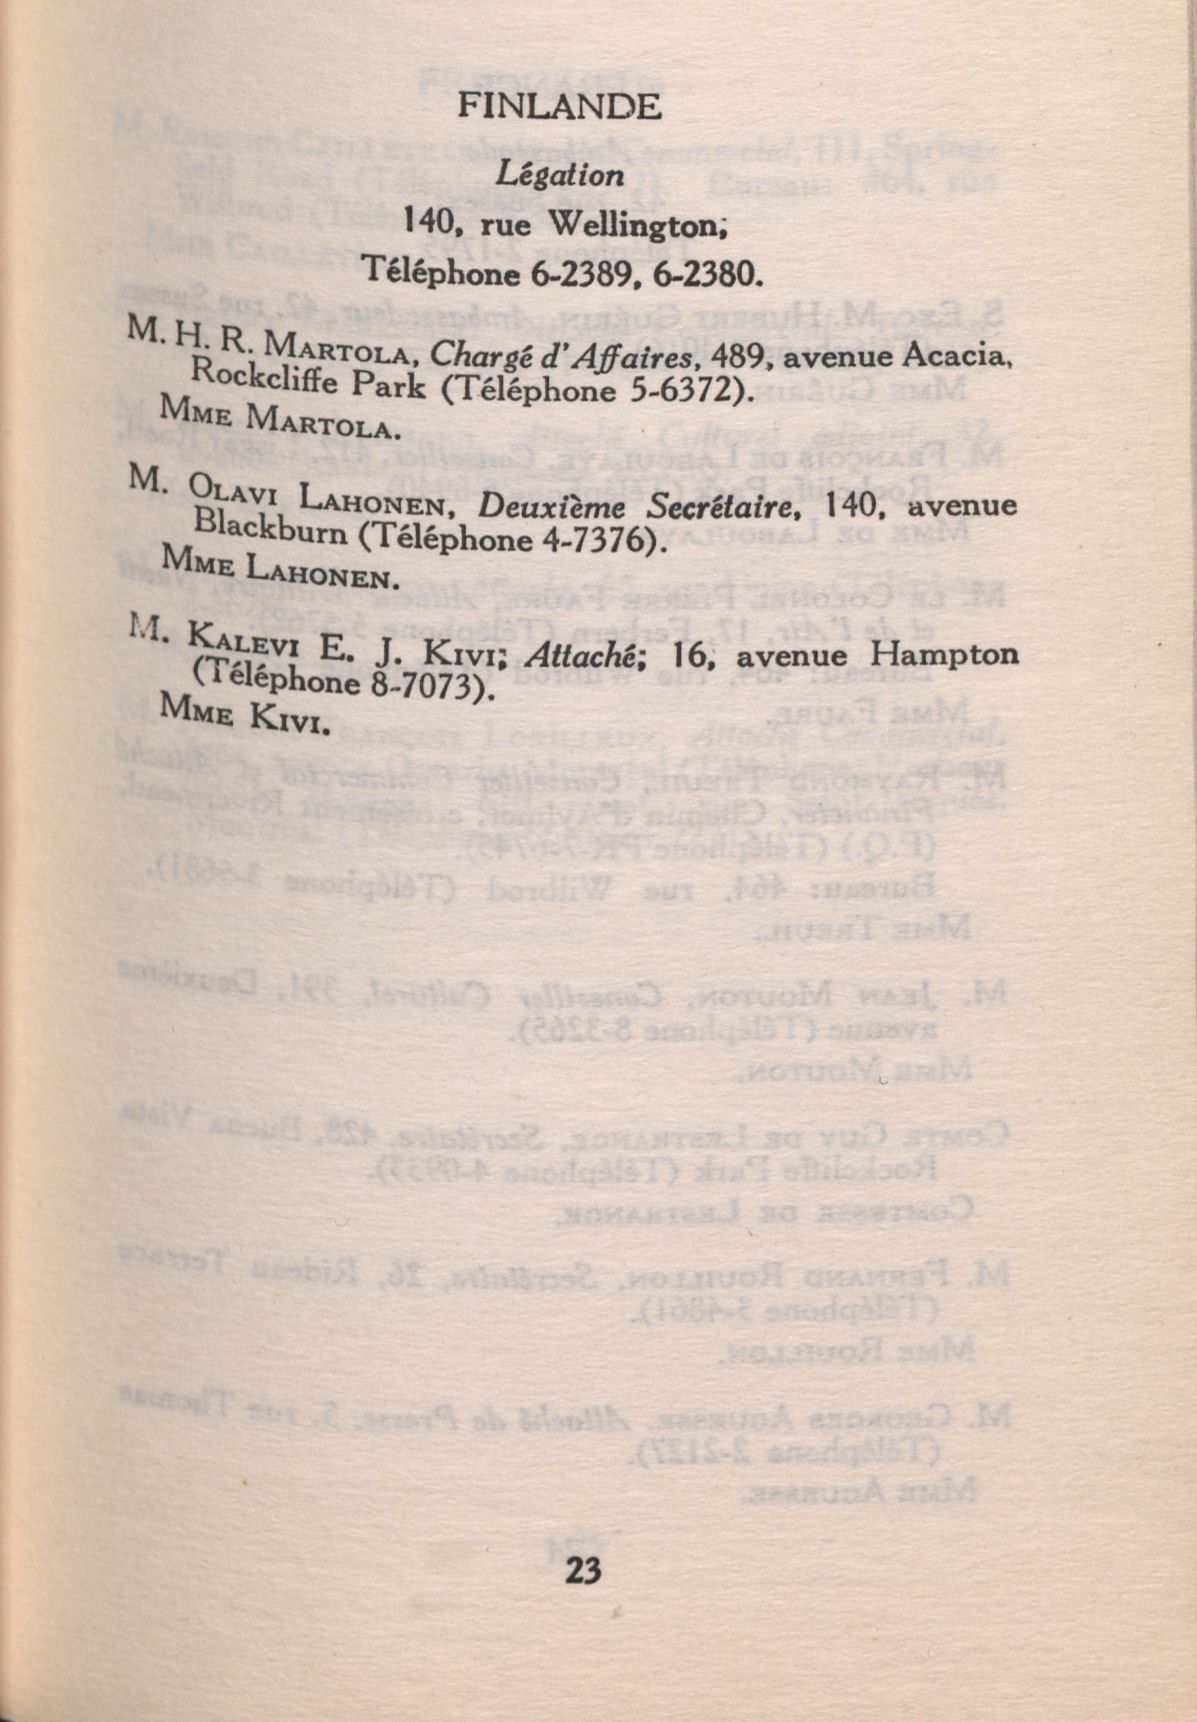 FINLANDE
Légation
140, rue Wellington;
Téléphone 6-2389, 6-2380.
M. H. R. MARTOLA, Chargé d'Affaires, 489, avenue Acacia,
Rockcliffe Park (Téléphone 5-6372).
MME MARTOLA.
M. OLAVI LAHONEN, Deuxième Secrétaire, 140, avenue
Blackburn (Téléphone 4-7376).
MME LAHONEN.
M. KALEVI E. J. KIVI; Attaché; 16, avenue Hampton
(Téléphone 8-7073).
MME KIVI.
23